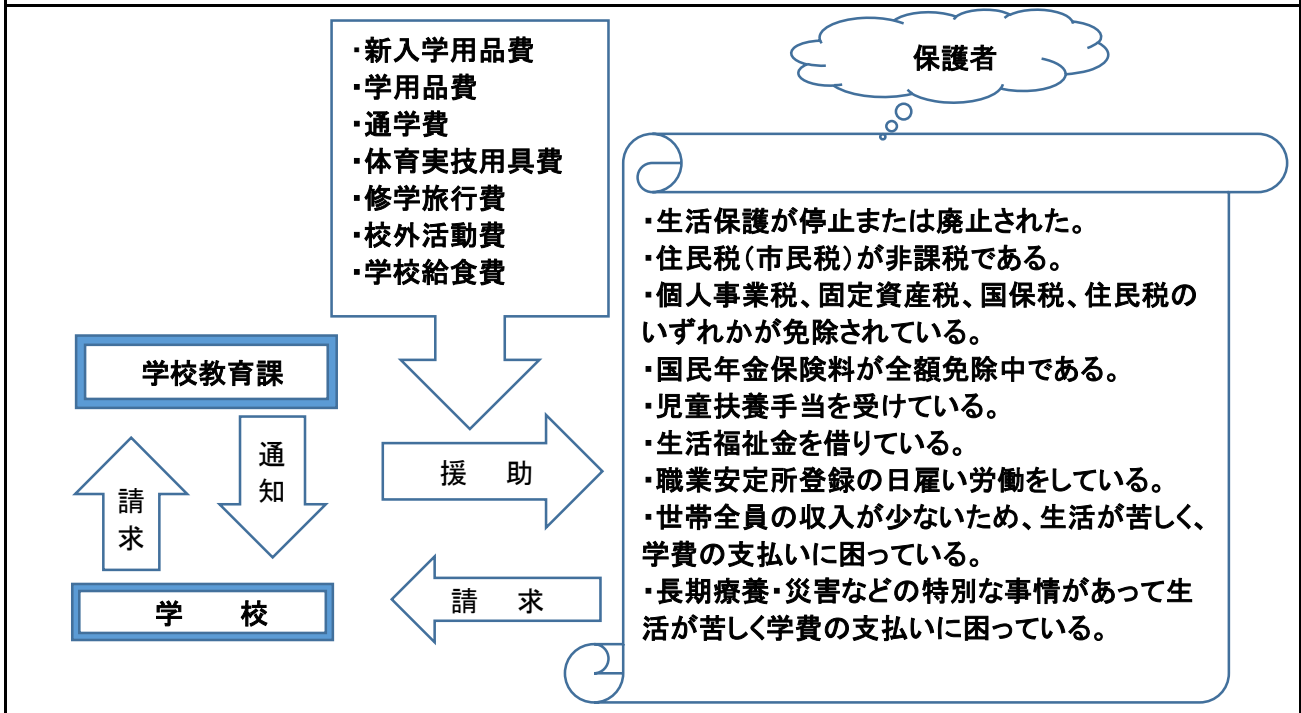 ・新入学用品費
・学用品費
・通学費
・体育実技用具費
・修学旅行費
・校外活動費
・学校給食費
保護者
・生活保護が停止または廃止された。
・住民税（市民税）が非課税である。
・個人事業税、固定資産税、国保税、住民税の
いずれかが免除されている。
・国民年金保険料が全額免除中である。
・児童扶養手当を受けている。
・生活福祉金を借りている。
・職業安定所登録の日雇い労働をしている。
・世帯全員の収入が少ないため、生活が苦しく、
学費の支払いに困っている。
・長期療養・災害などの特別な事情があって生
活が苦しく学費の支払いに困っている。
学校教育課
請求
通知
援　助
請　求
学　校